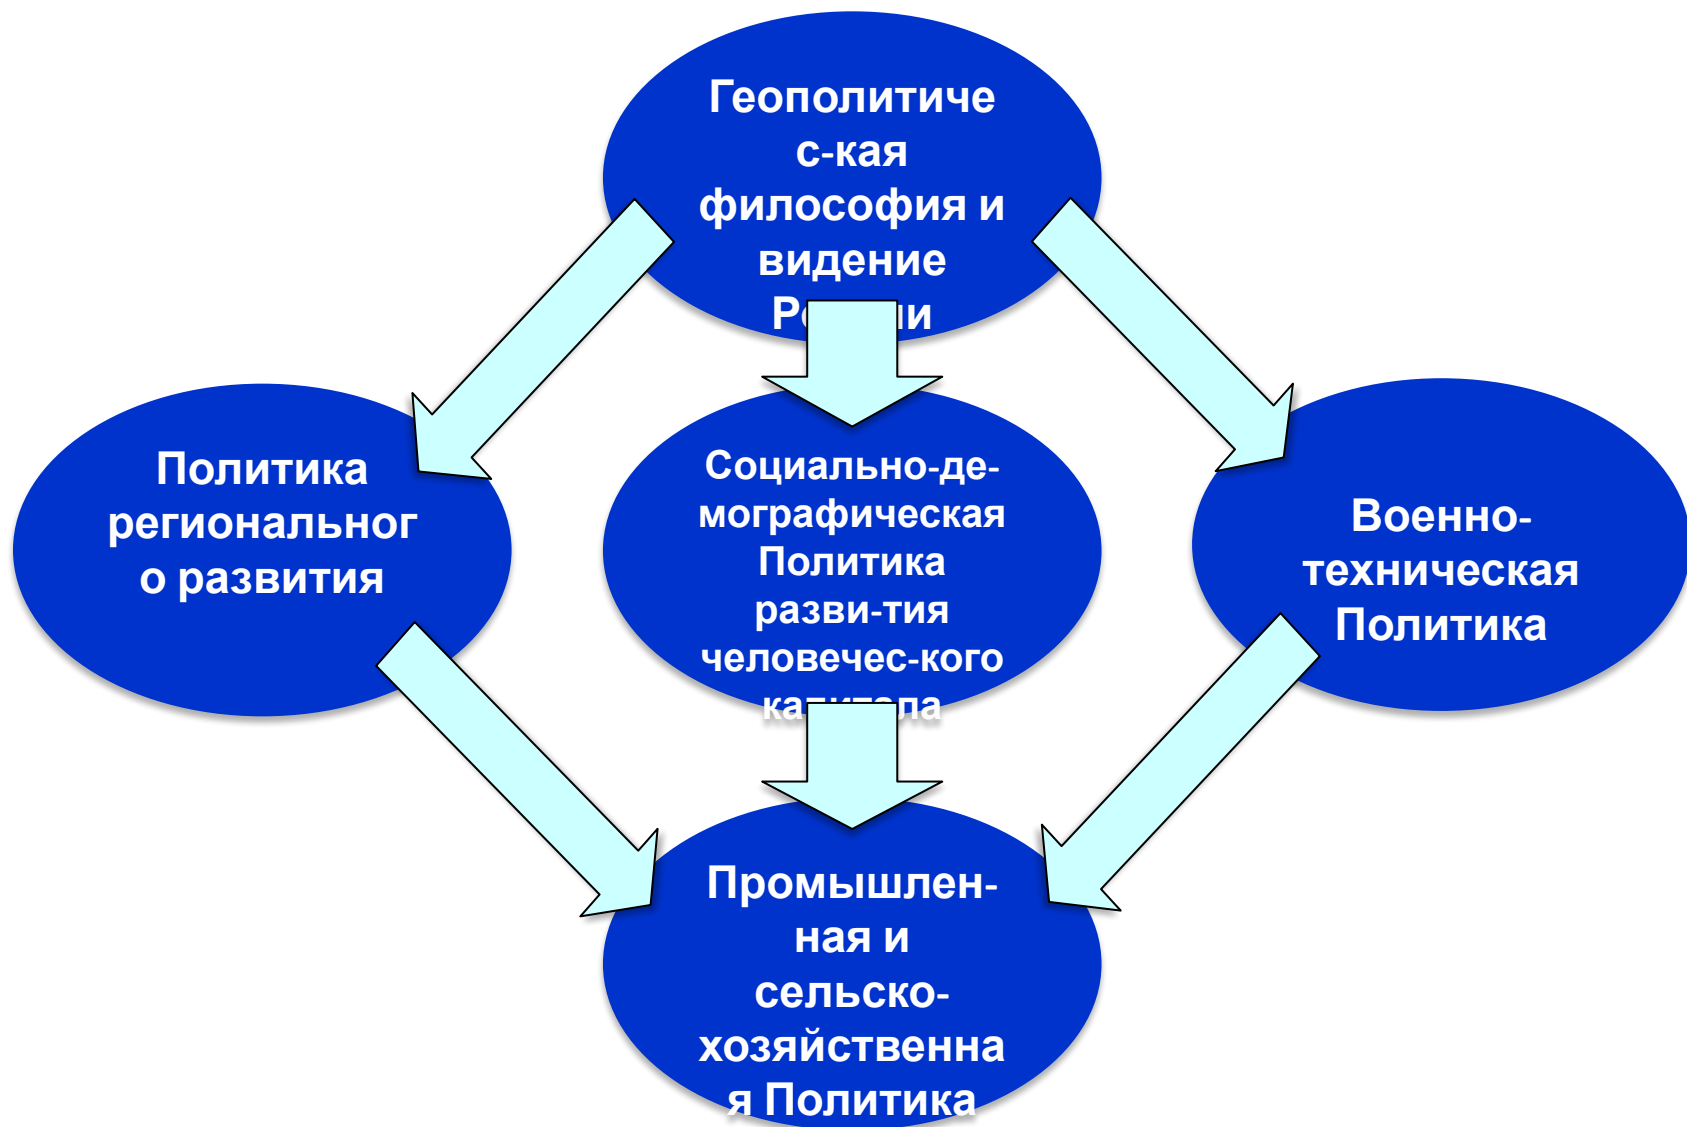 Геополитиче
с-кая
философия и
видение
Политика
регионально​г
о развития
Социально-де-
мографическая
Политика
разви-тия
человечес-кого
Военно-
техническая
Политика
Промышлен-
ная и
сельско-
хозяйственна
я Политика